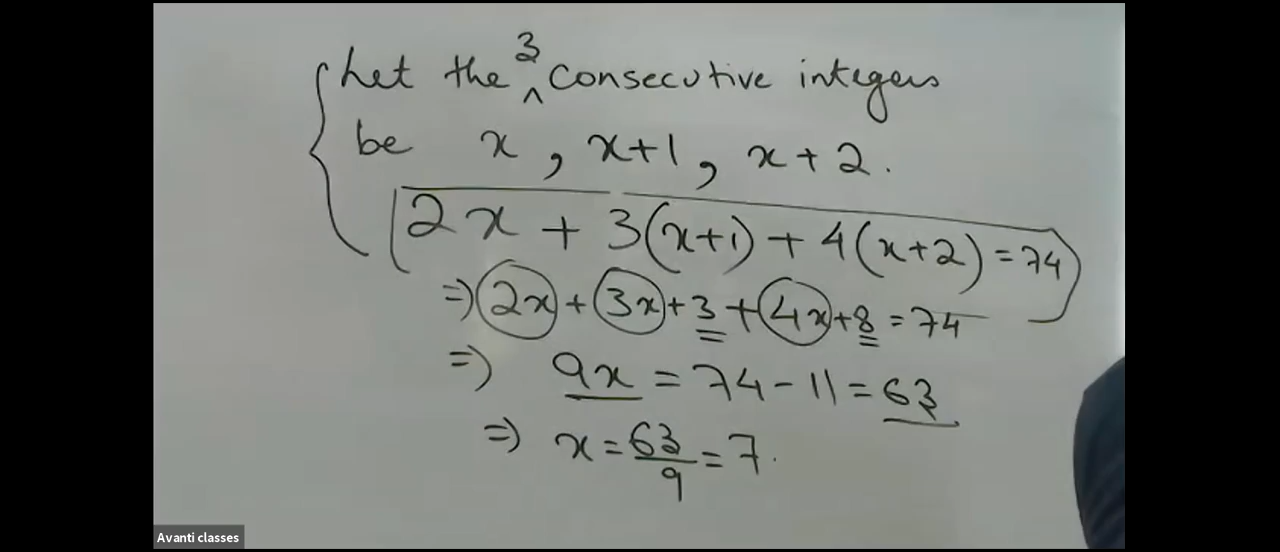 Let the 3 consecutive integers
be x, x+1, x+2.
2x + 3(x+1) + 4(x+2) = 74
=> 2x + 3x + 3 + 4x + 8 = 74
=> 9x = 74 - 11 = 63
=> x = 63/9 = 7.
Avanti classes